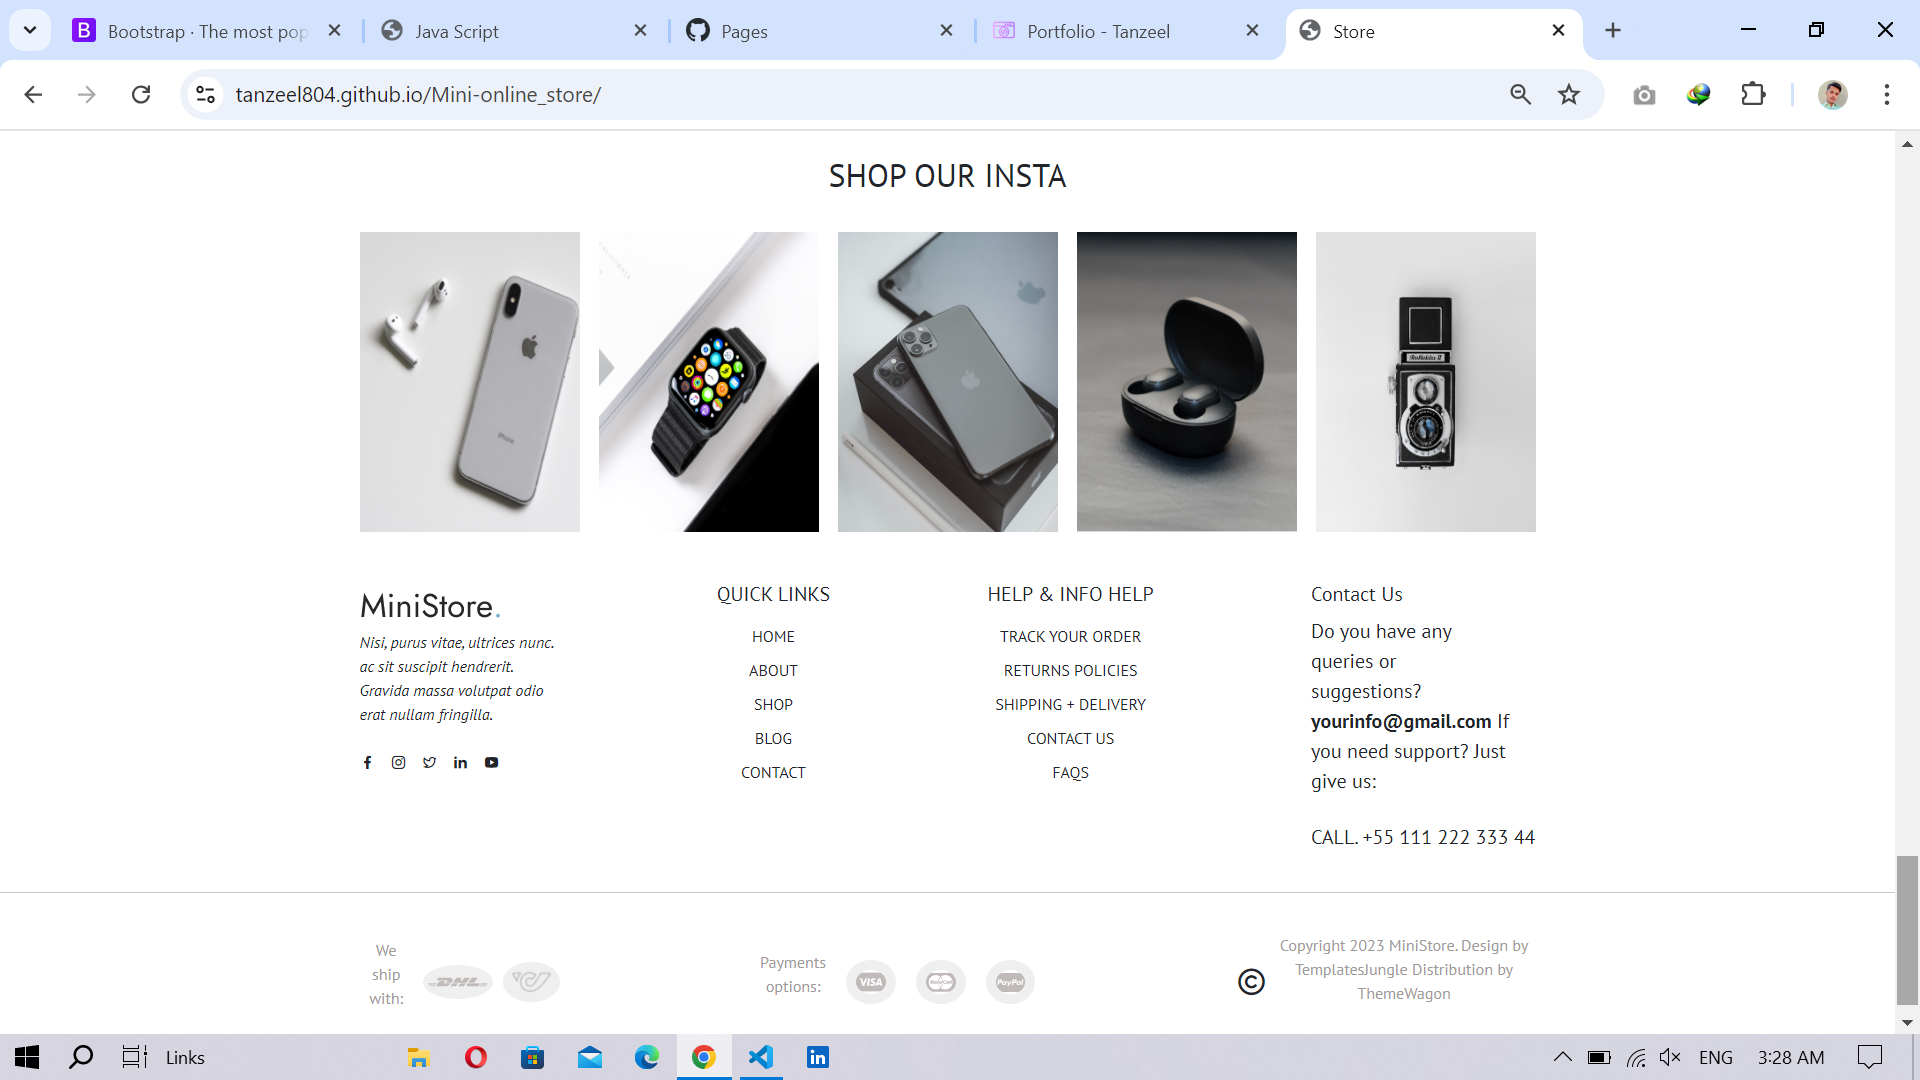 Bootstrap · The most pop
Java Script
Pages
Portfolio - Tanzeel
Store
tanzeel804.github.io/Mini-online_store/
SHOP OUR INSTA
iPhone
Rolleiflex
MiniStore.
Nisi, purus vitae, ultrices nunc.
ac sit suscipit hendrerit.
Gravida massa volutpat odio
erat nullam fringilla.
QUICK LINKS
HOME
ABOUT
SHOP
BLOG
CONTACT
HELP & INFO HELP
TRACK YOUR ORDER
RETURNS POLICIES
SHIPPING + DELIVERY
CONTACT US
FAQS
Contact Us
Do you have any
queries or
suggestions?
yourinfo@gmail.com If
you need support? Just
give us:
CALL. +55 111 222 333 44
We
ship
with:
DHL
Payments
options:
VISA
MasterCard
PayPal
Copyright 2023 MiniStore. Design by
TemplatesJungle Distribution by
ThemeWagon
Links
ENG
3:28 AM